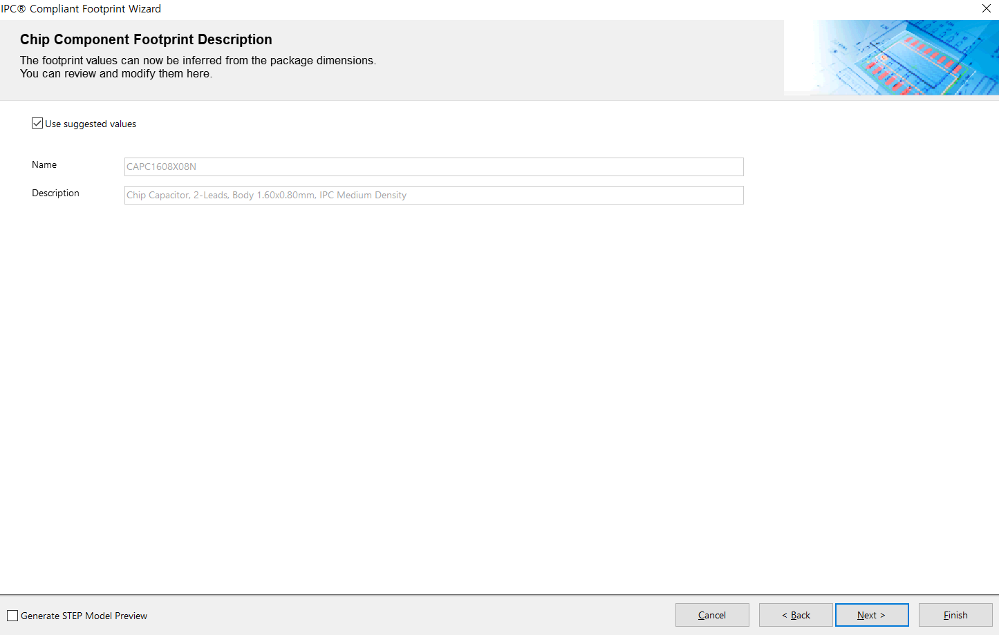 IPC® Compliant Footprint Wizard
Chip Component Footprint Description
The footprint values can now be inferred from the package dimensions.
You can review and modify them here.
Use suggested values
Name
CAPC1608X08N
Description
Chip Capacitor, 2-Leads, Body 1.60x0.80mm, IPC Medium Density
Generate STEP Model Preview
Cancel
< Back
Next >
Finish